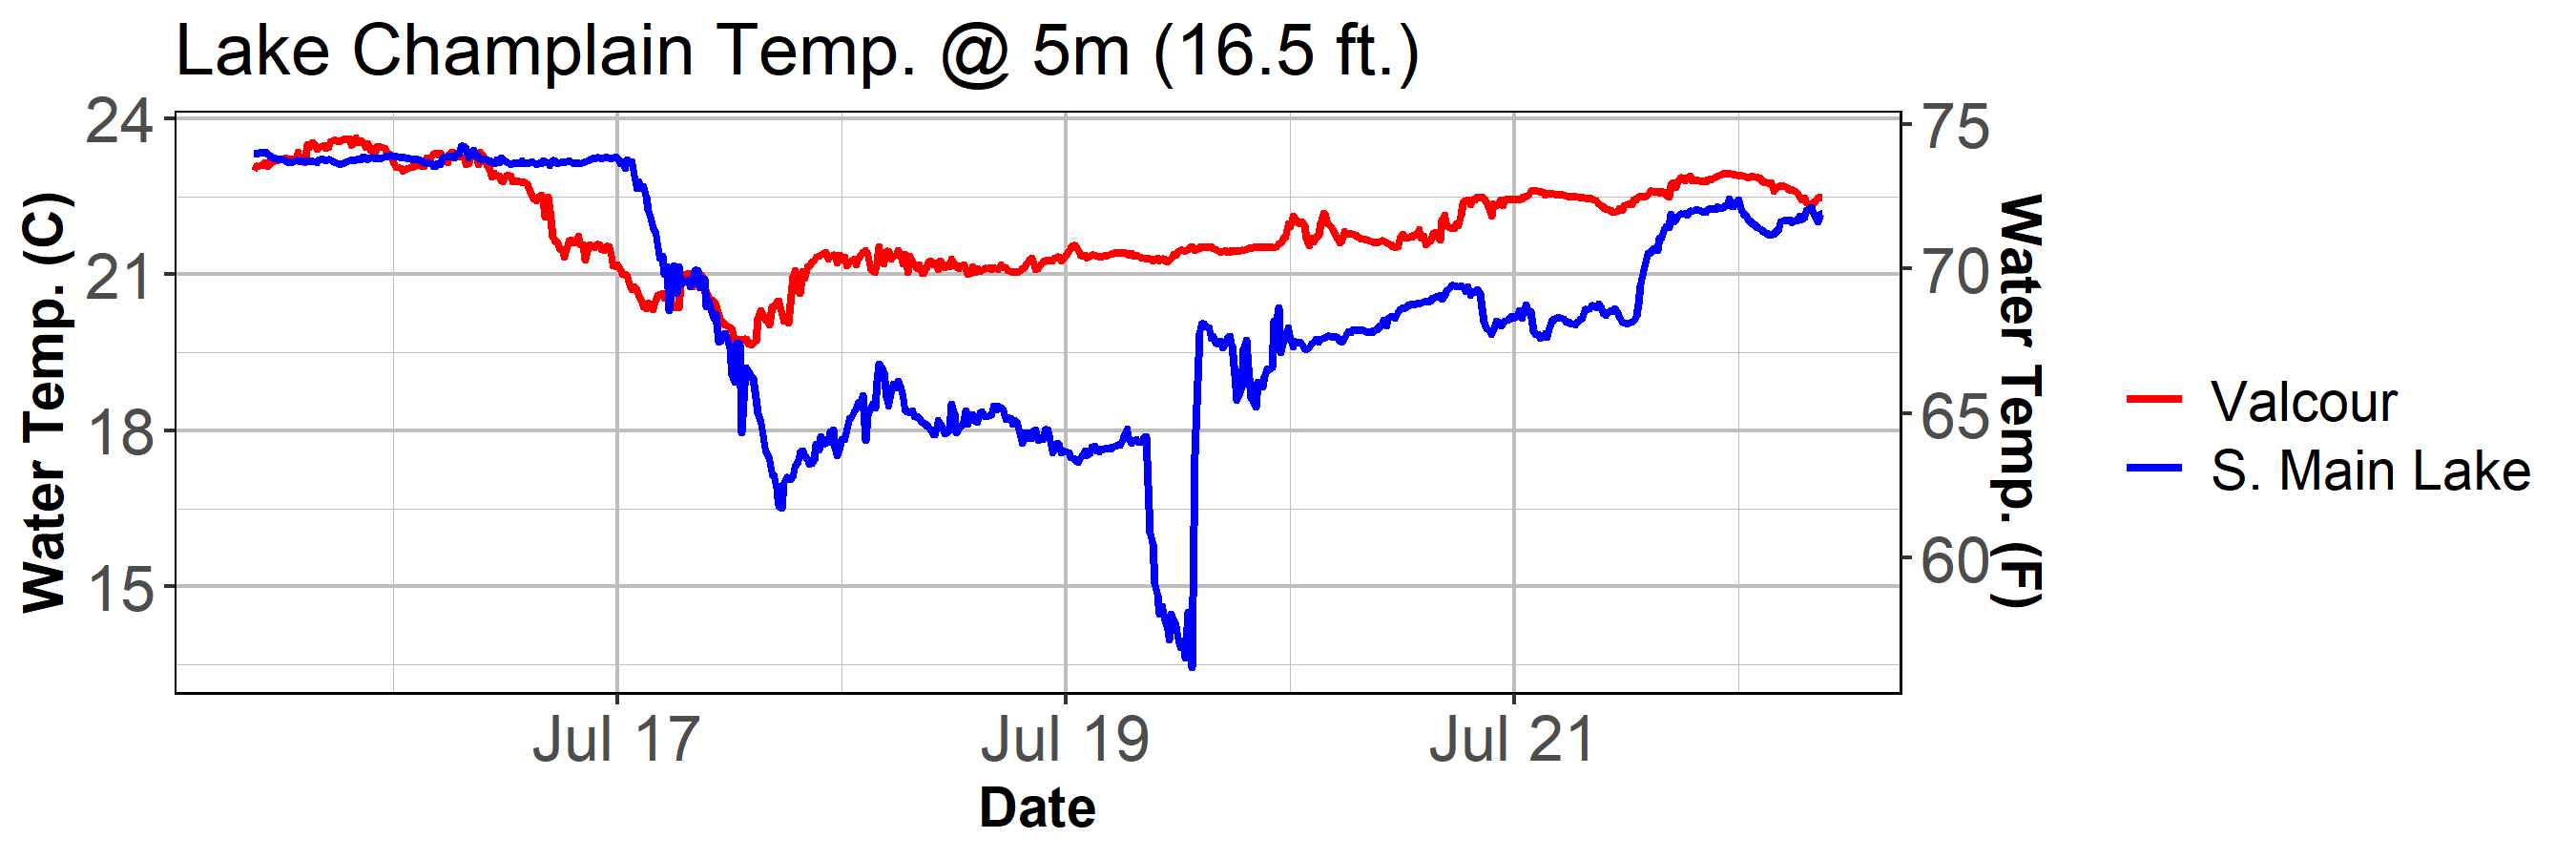 Lake Champlain Temp. @ 5m (16.5 ft.)
Water Temp. (C)
24
21
18
15
75
70
65
60
Water Temp. (F)
Jul 17
Jul 19
Jul 21
Date
Valcour
S. Main Lake